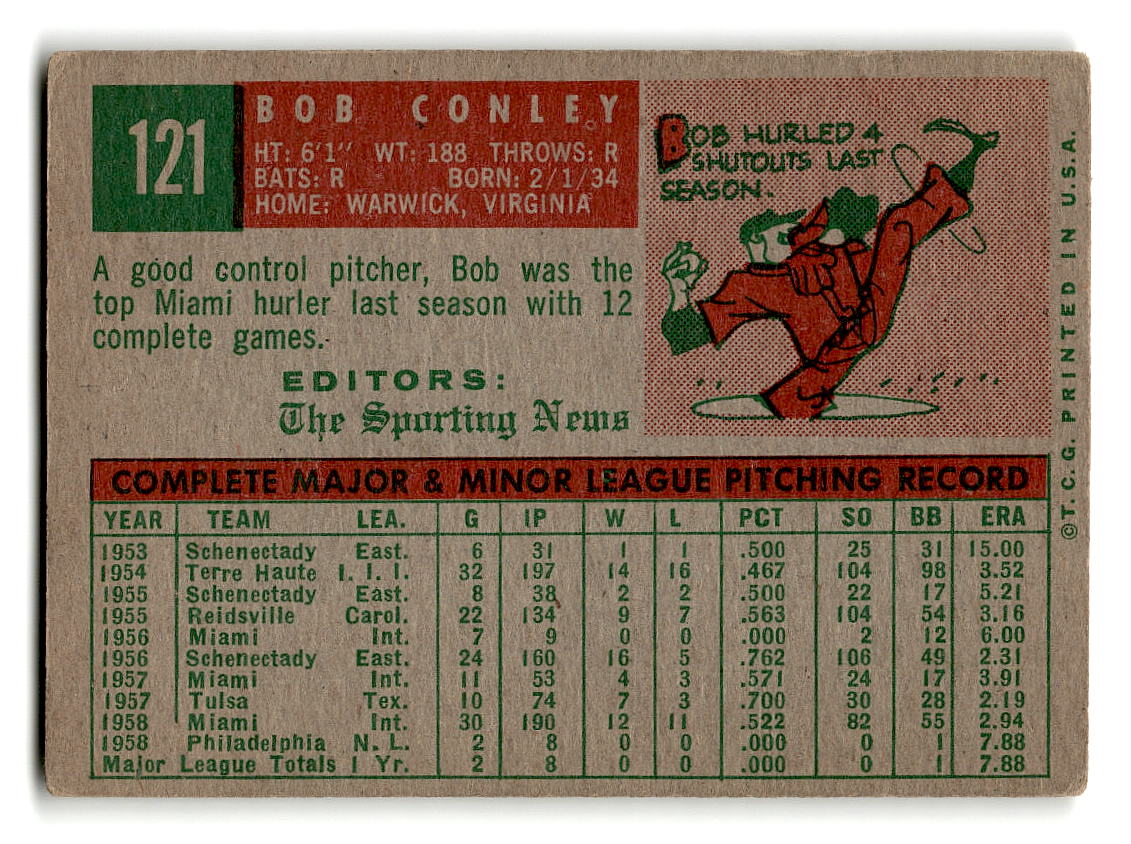 121
BOB CONLEY
HT: 6'1" WT: 188 THROWS: R
BATS: R BORN: 2/1/34
HOME: WARWICK, VIRGINIA
BOB HURLED 4
SHUTOUTS LAST
SEASON.
A good control pitcher, Bob was the
top Miami hurler last season with 12
complete games.
EDITORS:
The Sporting News
COMPLETE MAJOR & MINOR LEAGUE PITCHING RECORD
YEAR TEAM LEA. G IP W L PCT SO BB ERA
1953 Schenectady East. 6 31 1 1 .500 25 31 15.00
1954 Terre Haute I. I. I. 32 197 14 16 .467 104 98 3.52
1955 Schenectady East. 8 38 2 2 .500 22 17 5.21
1955 Reidsville Carol. 22 134 9 7 .563 104 54 3.16
1956 Miami Int. 7 9 0 0 .000 2 12 6.00
1956 Schenectady East. 24 160 16 5 .762 106 49 2.31
1957 Miami Int. 11 53 4 3 .571 24 17 3.91
1957 Tulsa Tex. 10 74 7 3 .700 30 28 2.19
1958 Miami Int. 30 190 12 11 .522 82 55 2.94
1958 Philadelphia N. L. 2 8 0 0 .000 0 1 7.88
Major League Totals 1 Yr. 2 8 0 0 .000 0 1 7.88
©T. C. G. PRINTED IN U.S.A.